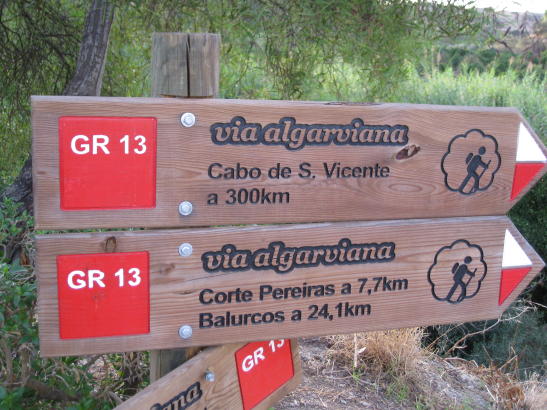 GR 13
via algarviana
Cabo de S. Vicente
a 300km
GR 13
via algarviana
Corte Pereiras a 7,7km
Balurcos a 24,1km
GR 13
via